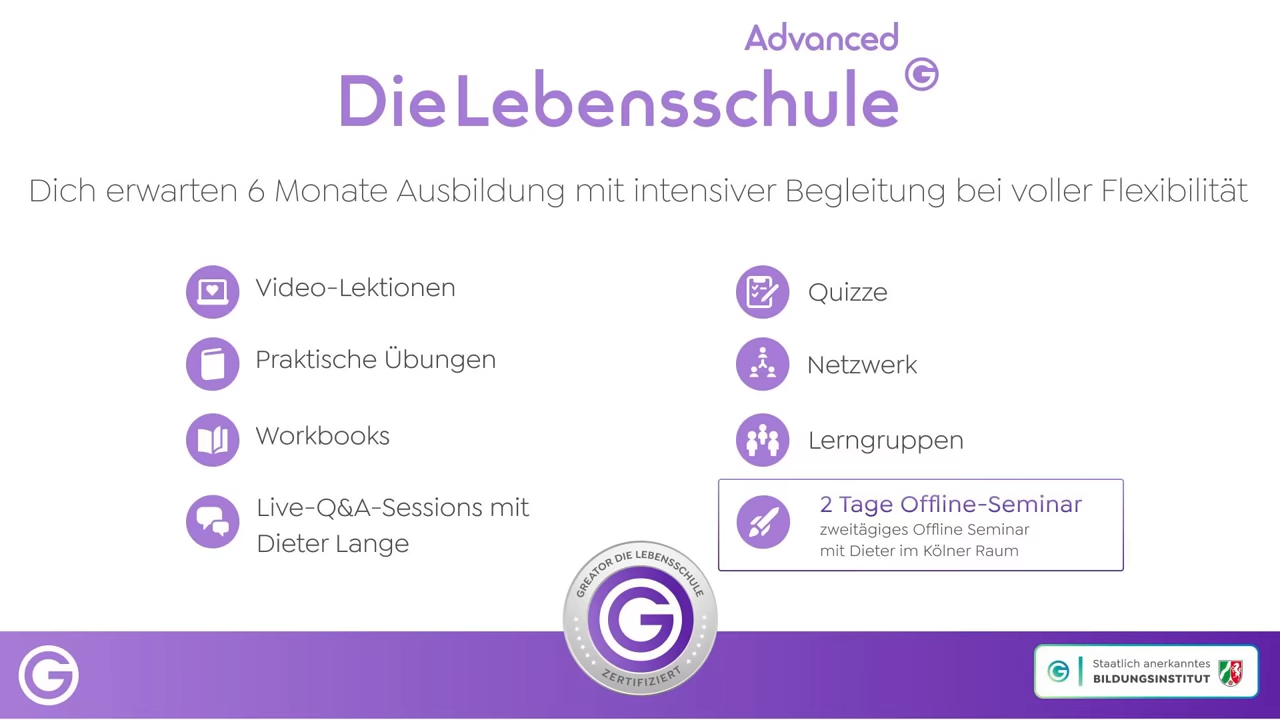 Advanced
Die Lebensschule
G
Dich erwarten 6 Monate Ausbildung mit intensiver Begleitung bei voller Flexibilität
Video-Lektionen
Praktische Übungen
Workbooks
Live-Q&A-Sessions mit
Dieter Lange
Quizze
Netzwerk
Lerngruppen
2 Tage Offline-Seminar
zweitägiges Offline Seminar
mit Dieter im Kölner Raum
GREATOR DIE LEBENSSCHULE
G
ZERTIFIZIERT
G
G
Staatlich anerkanntes
BILDUNGSINSTITUT